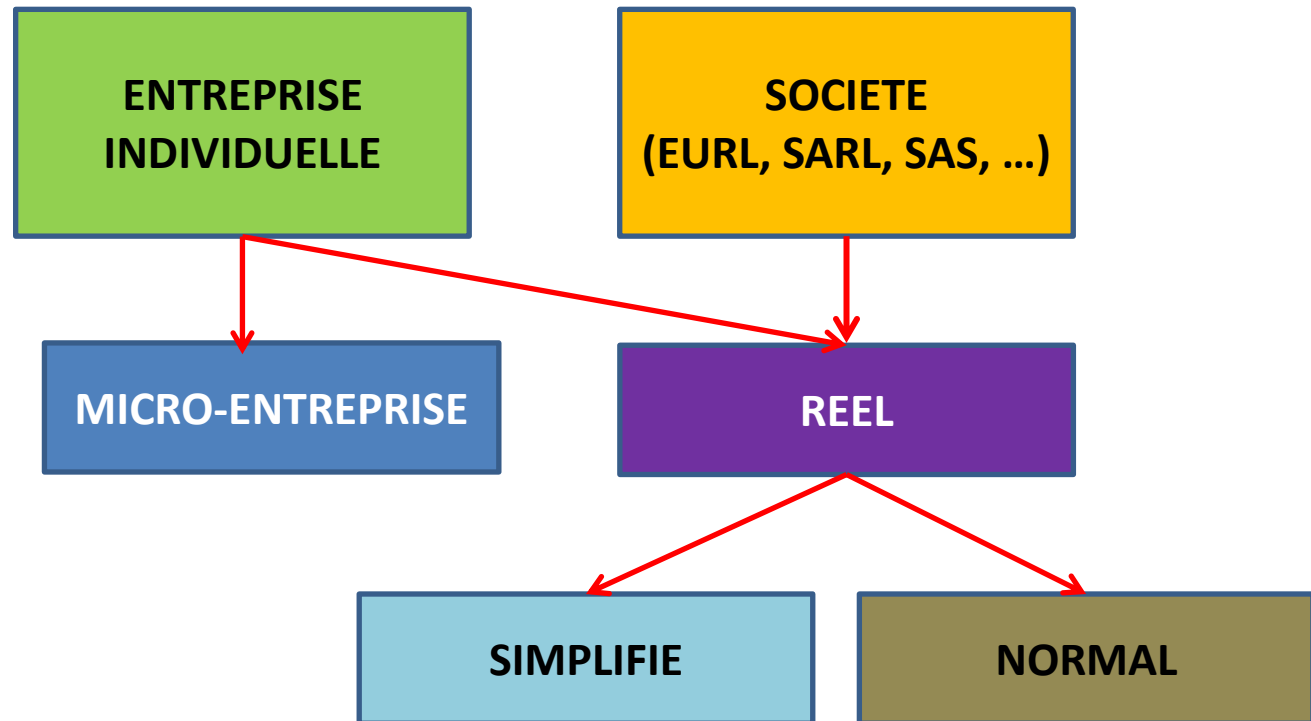 ENTREPRISE
INDIVIDUELLE
SOCIETE
(EURL, SARL, SAS, …)
MICRO-ENTREPRISE
REEL
SIMPLIFIE
NORMAL